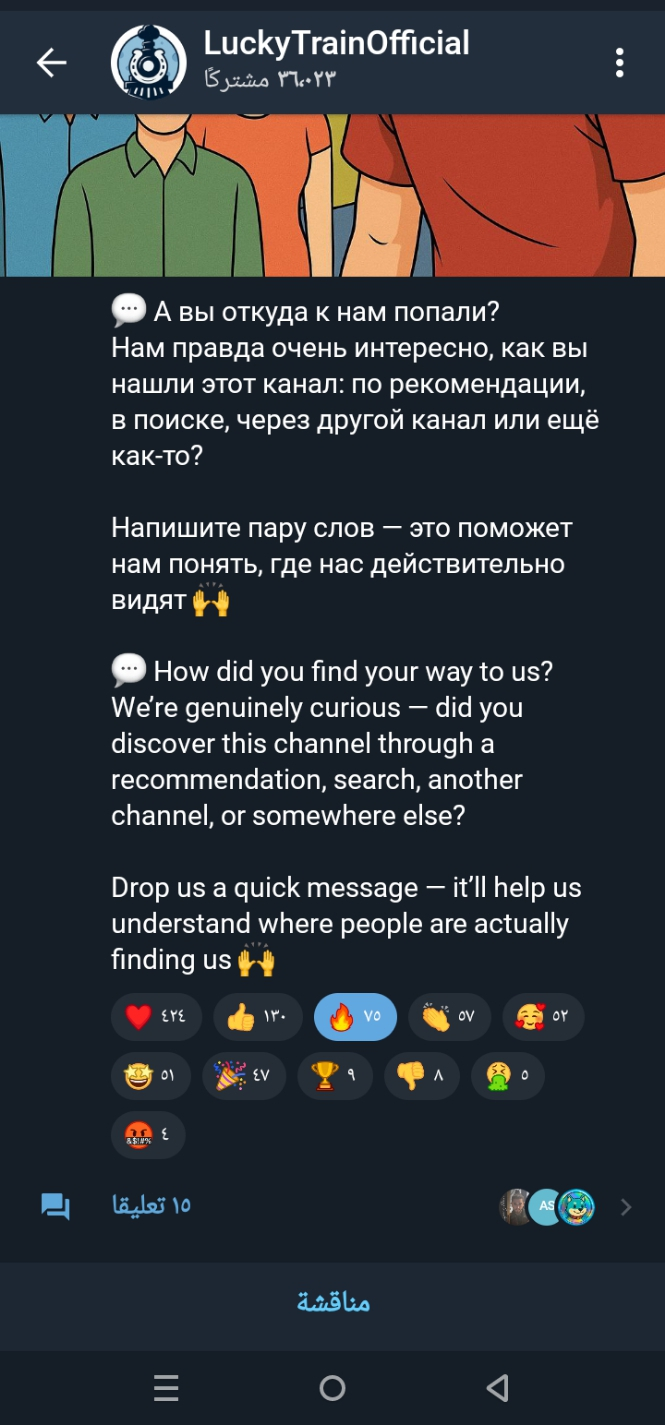 LuckyTrainOfficial
٣٦٬٠٢٣ مشتركًا
💬 А вы откуда к нам попали?
Нам правда очень интересно, как вы
нашли этот канал: по рекомендации,
в поиске, через другой канал или ещё
как-то?
Напишите пару слов — это поможет
нам понять, где нас действительно
видят 🙌
💬 How did you find your way to us?
We’re genuinely curious — did you
discover this channel through a
recommendation, search, another
channel, or somewhere else?
Drop us a quick message — it’ll help us
understand where people are actually
finding us 🙌
❤️ ٤٢٤ 👍 ١٣٠ 🔥 ٧٥ 👏 ٥٧ 🥰 ٥٢
🤩 ٥١ 🎉 ٤٧ 🏆 ٩ 👎 ٨ 🤮 ٥
🤬 ٤
١٥ تعليقا
AS
مناقشة